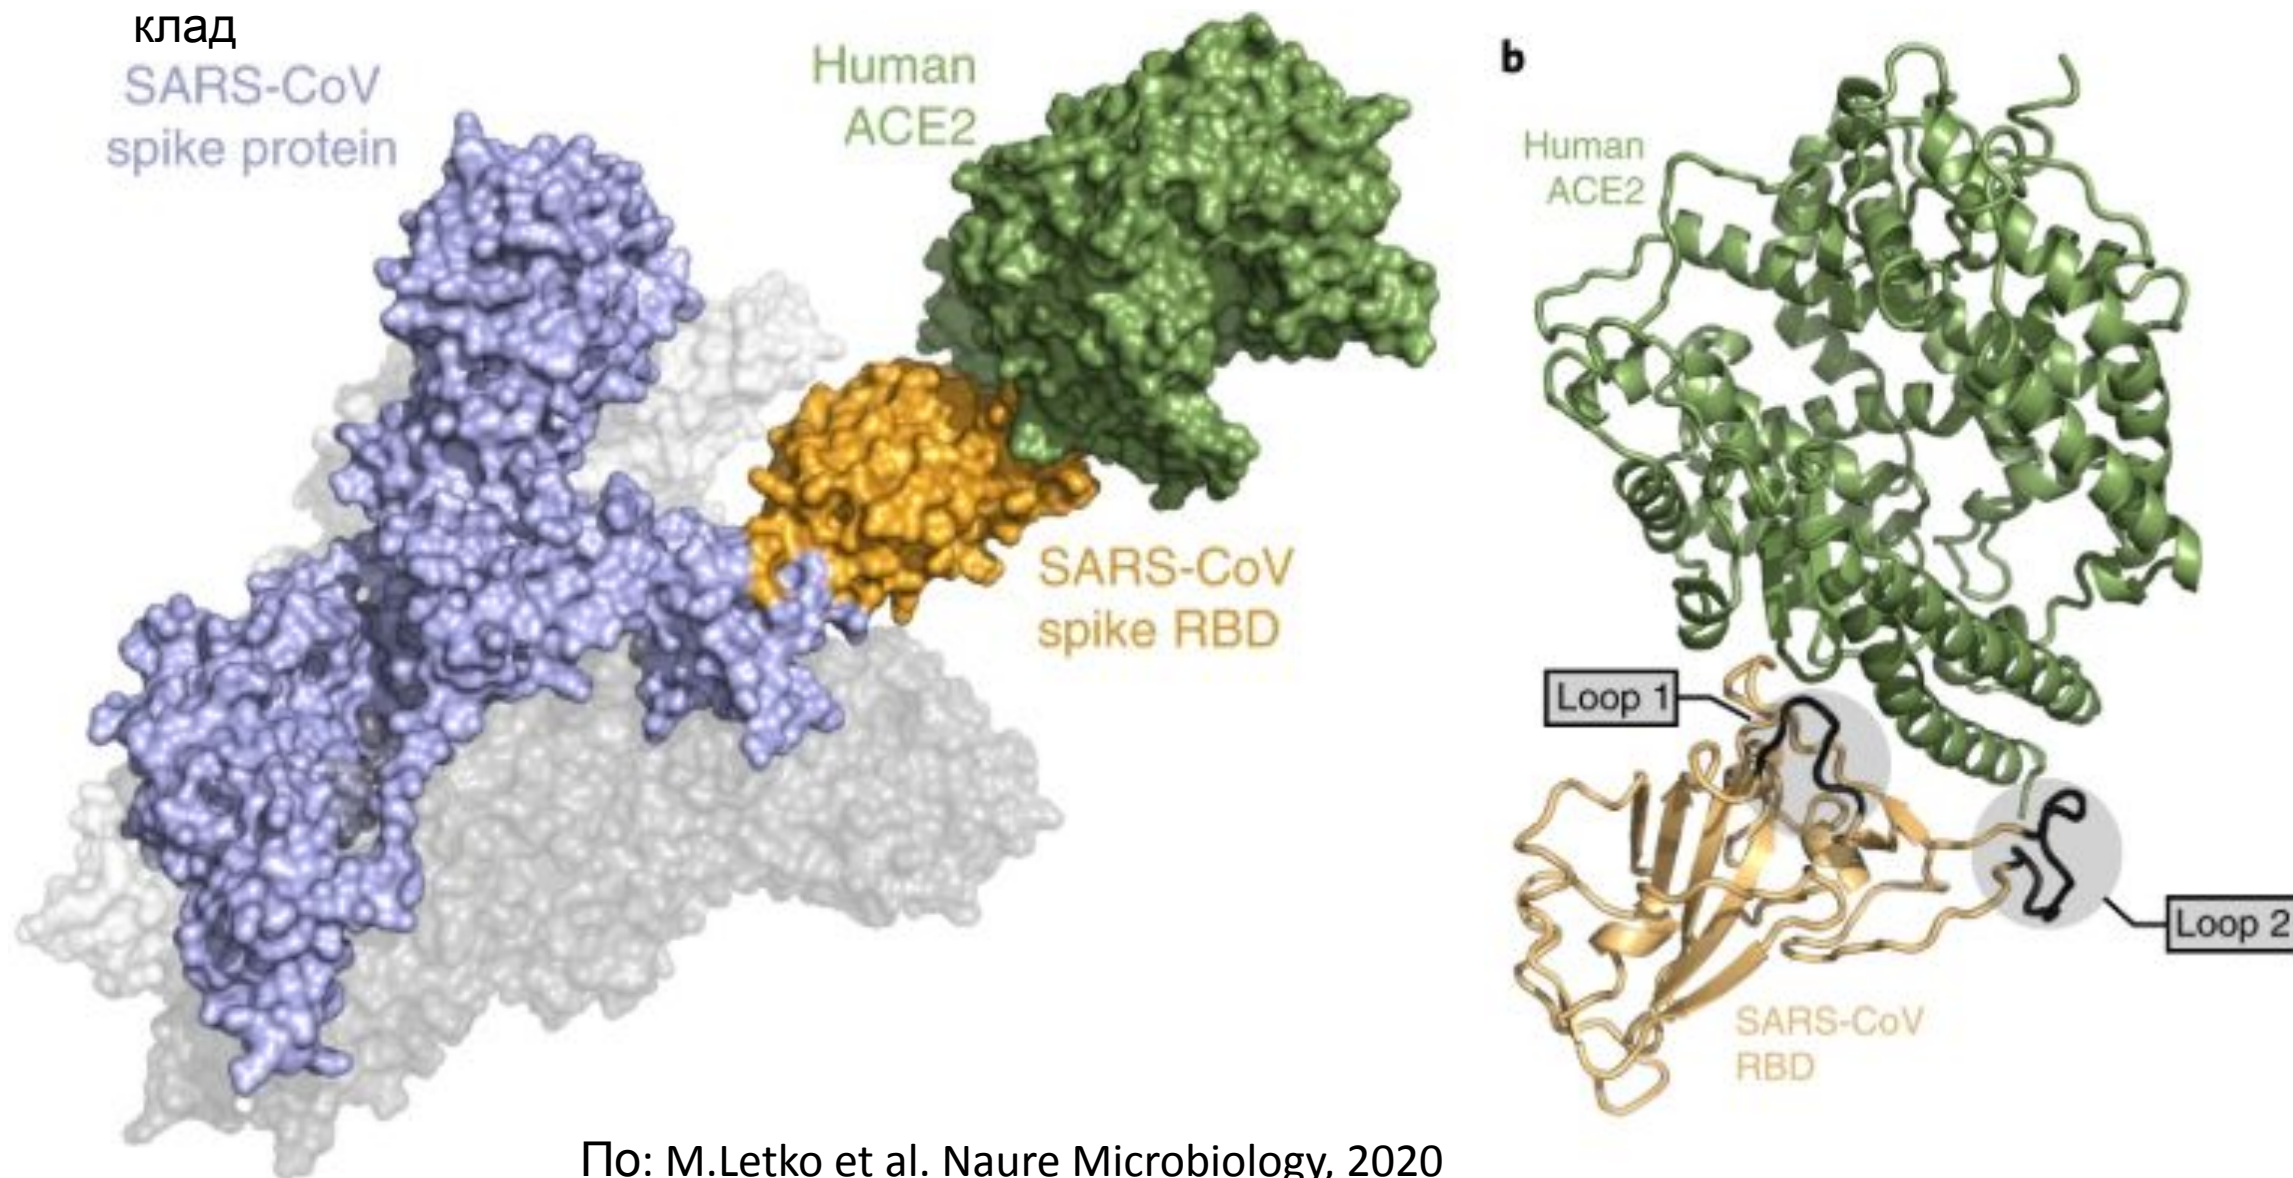 клад
SARS-CoV
spike protein
Human
ACE2
SARS-CoV
spike RBD
b
Human
ACE2
Loop 1
Loop 2
SARS-CoV
RBD
По: M.Letko et al. Naure Microbiology, 2020